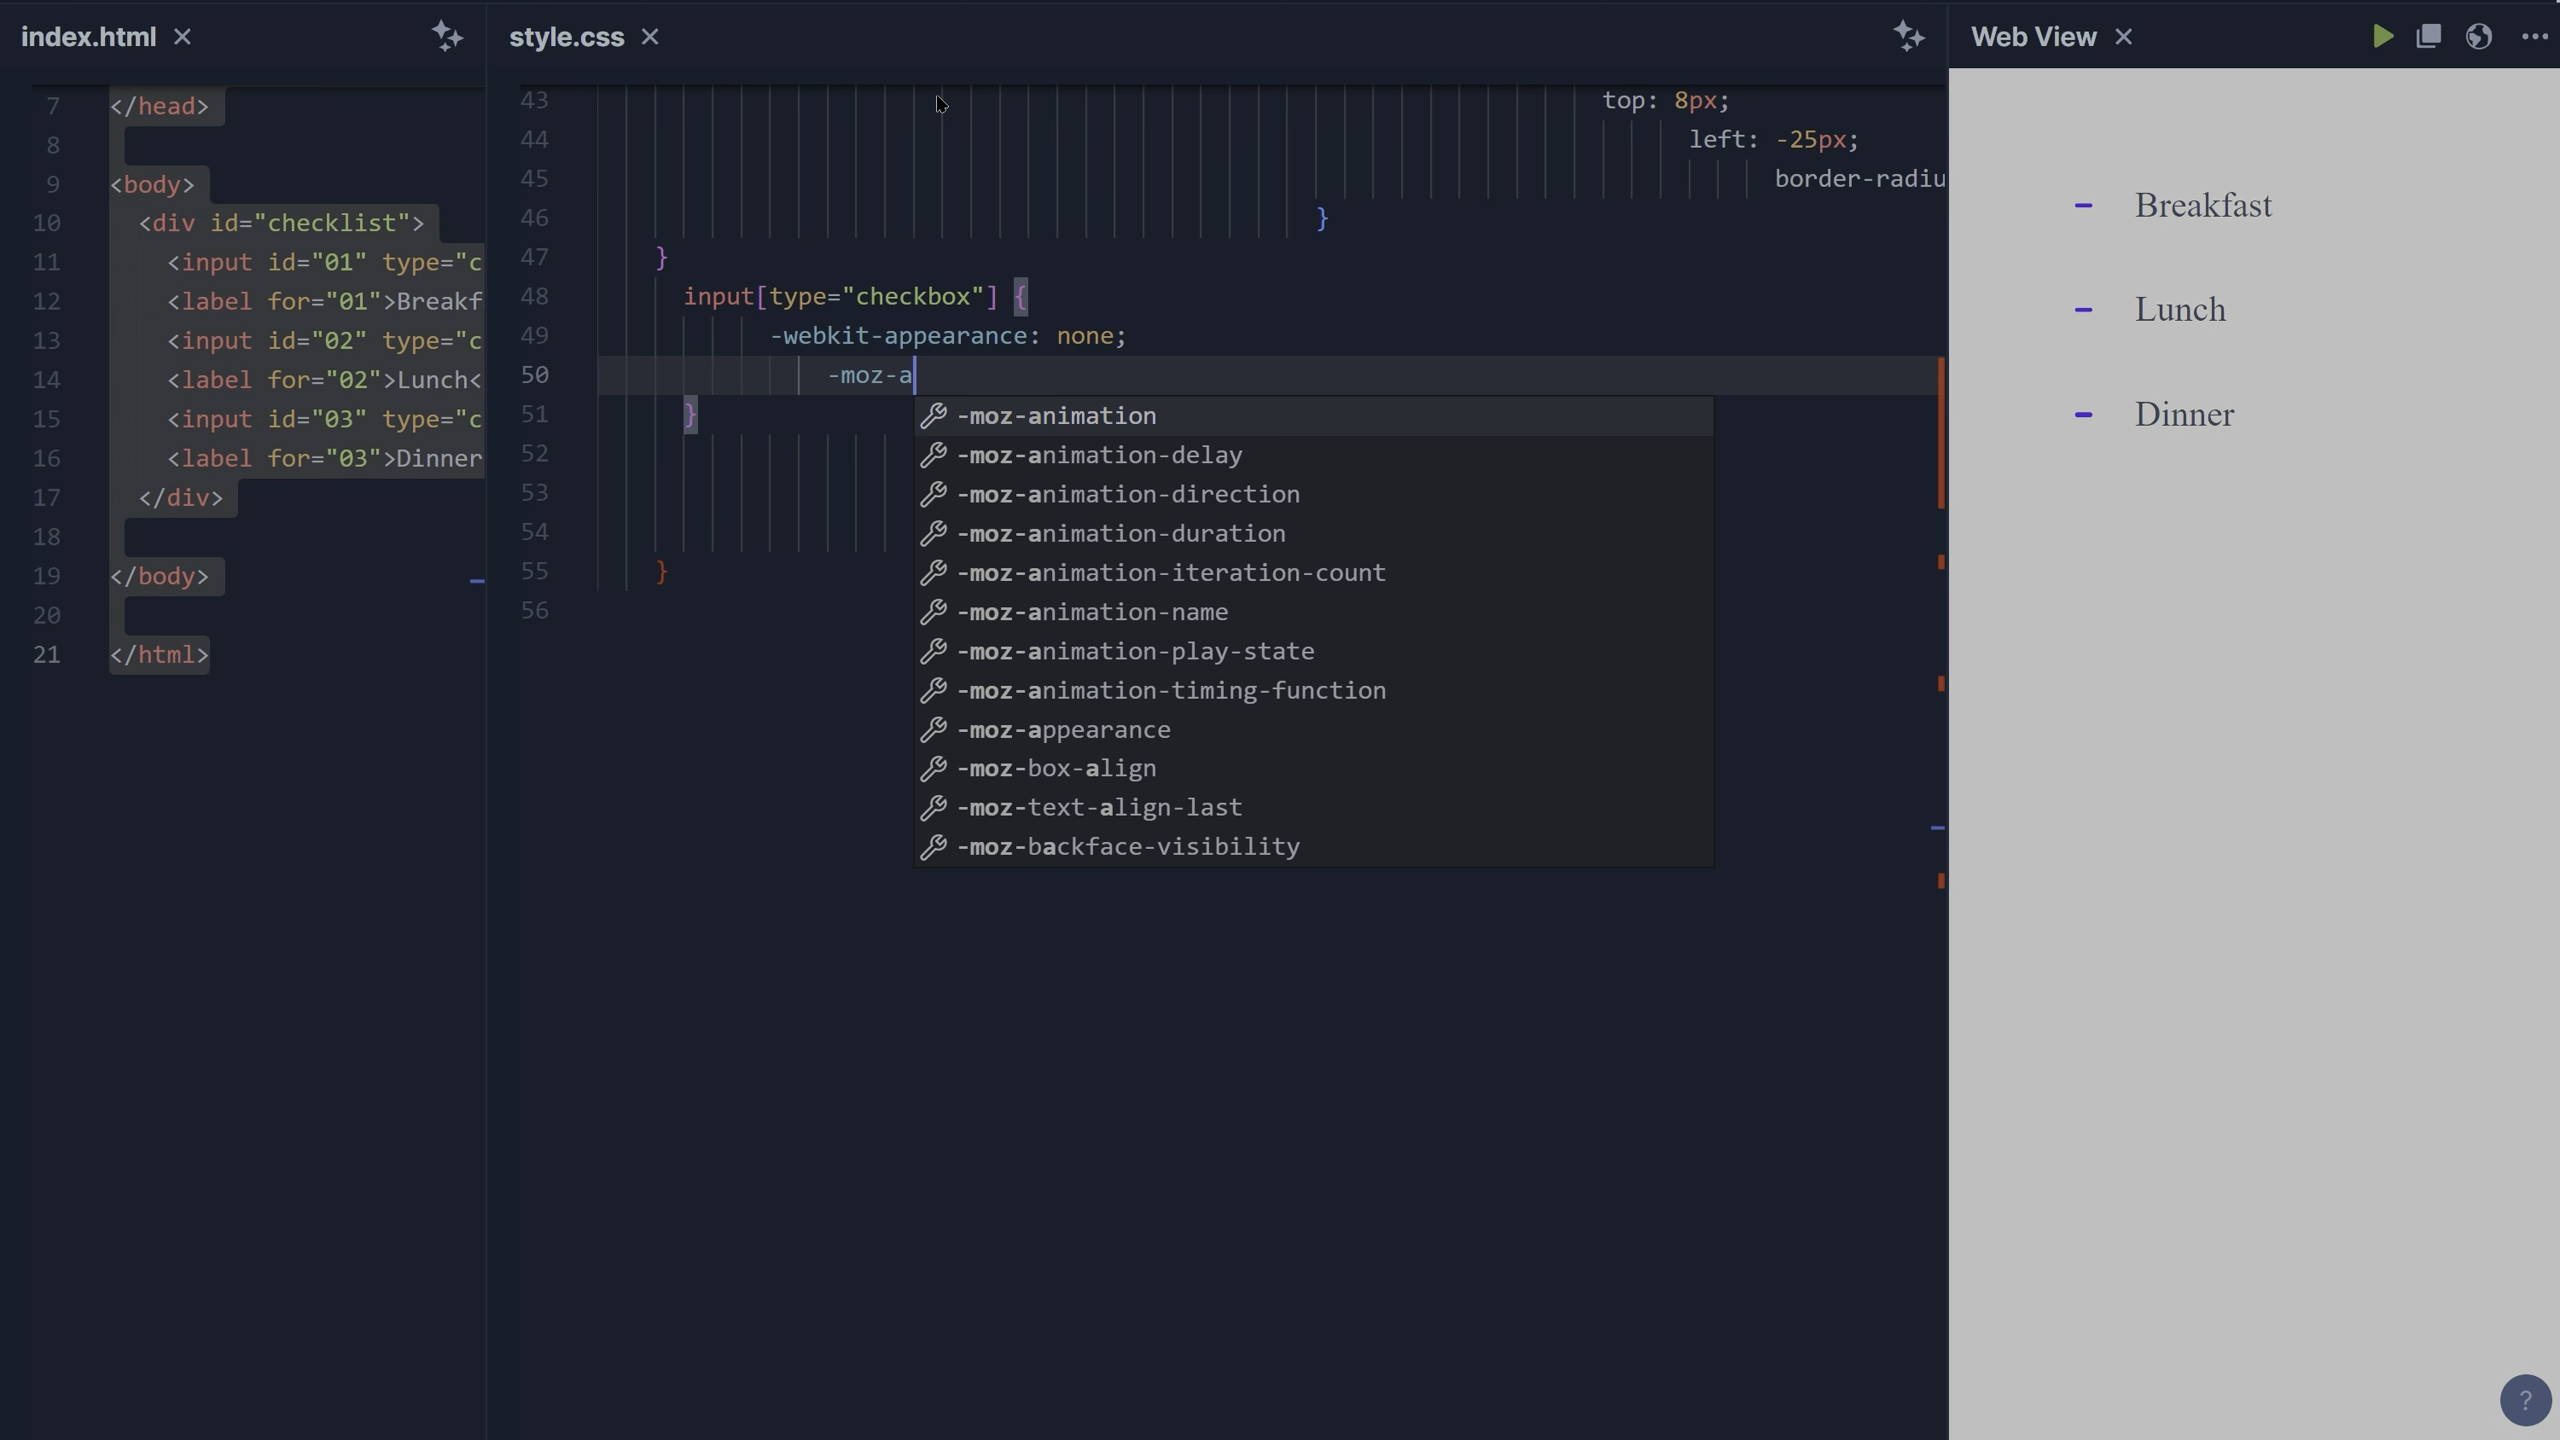 index.html
7 </head>
8
9 <body>
10 <div id="checklist">
11 <input id="01" type="c
12 <label for="01">Breakf
13 <input id="02" type="c
14 <label for="02">Lunch<
15 <input id="03" type="c
16 <label for="03">Dinner
17 </div>
18
19 </body>
20
21 </html>
style.css
43 top: 8px;
44 left: -25px;
45 border-radiu
46 }
47 }
48 input[type="checkbox"] {
49 -webkit-appearance: none;
50 -moz-a
51 }
52
53
54
55 }
56
-moz-animation
-moz-animation-delay
-moz-animation-direction
-moz-animation-duration
-moz-animation-iteration-count
-moz-animation-name
-moz-animation-play-state
-moz-animation-timing-function
-moz-appearance
-moz-box-align
-moz-text-align-last
-moz-backface-visibility
Web View
Breakfast
Lunch
Dinner
?